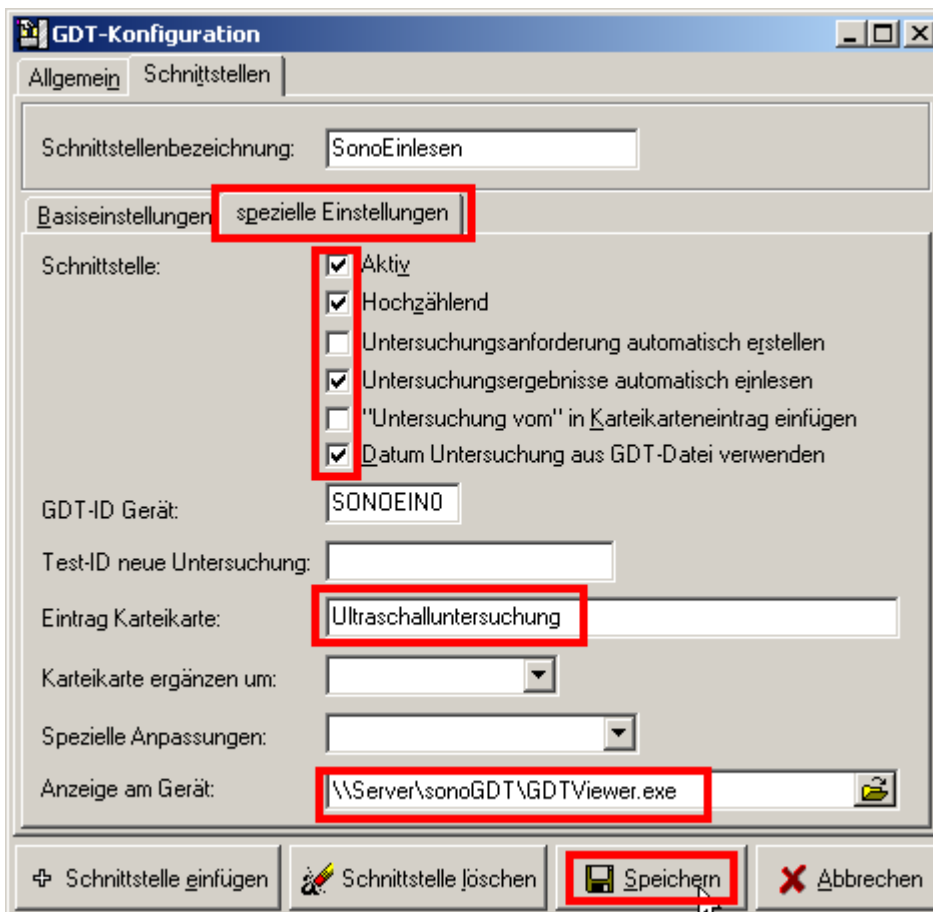 GDT-Konfiguration
Allgemein Schnittstellen
Schnittstellenbezeichnung: SonoEinlesen
Basiseinstellungen spezielle Einstellungen
Schnittstelle: Aktiv
Hochzählend
Untersuchungsanforderung automatisch erstellen
Untersuchungsergebnisse automatisch einlesen
"Untersuchung vom" in Karteikarteneintrag einfügen
Datum Untersuchung aus GDT-Datei verwenden
GDT-ID Gerät: SONOEIN0
Test-ID neue Untersuchung:
Eintrag Karteikarte: Ultraschalluntersuchung
Karteikarte ergänzen um:
Spezielle Anpassungen:
Anzeige am Gerät: \\Server\sonoGDT\GDTViewer.exe
Schnittstelle einfügen Schnittstelle löschen Speichern Abbrechen